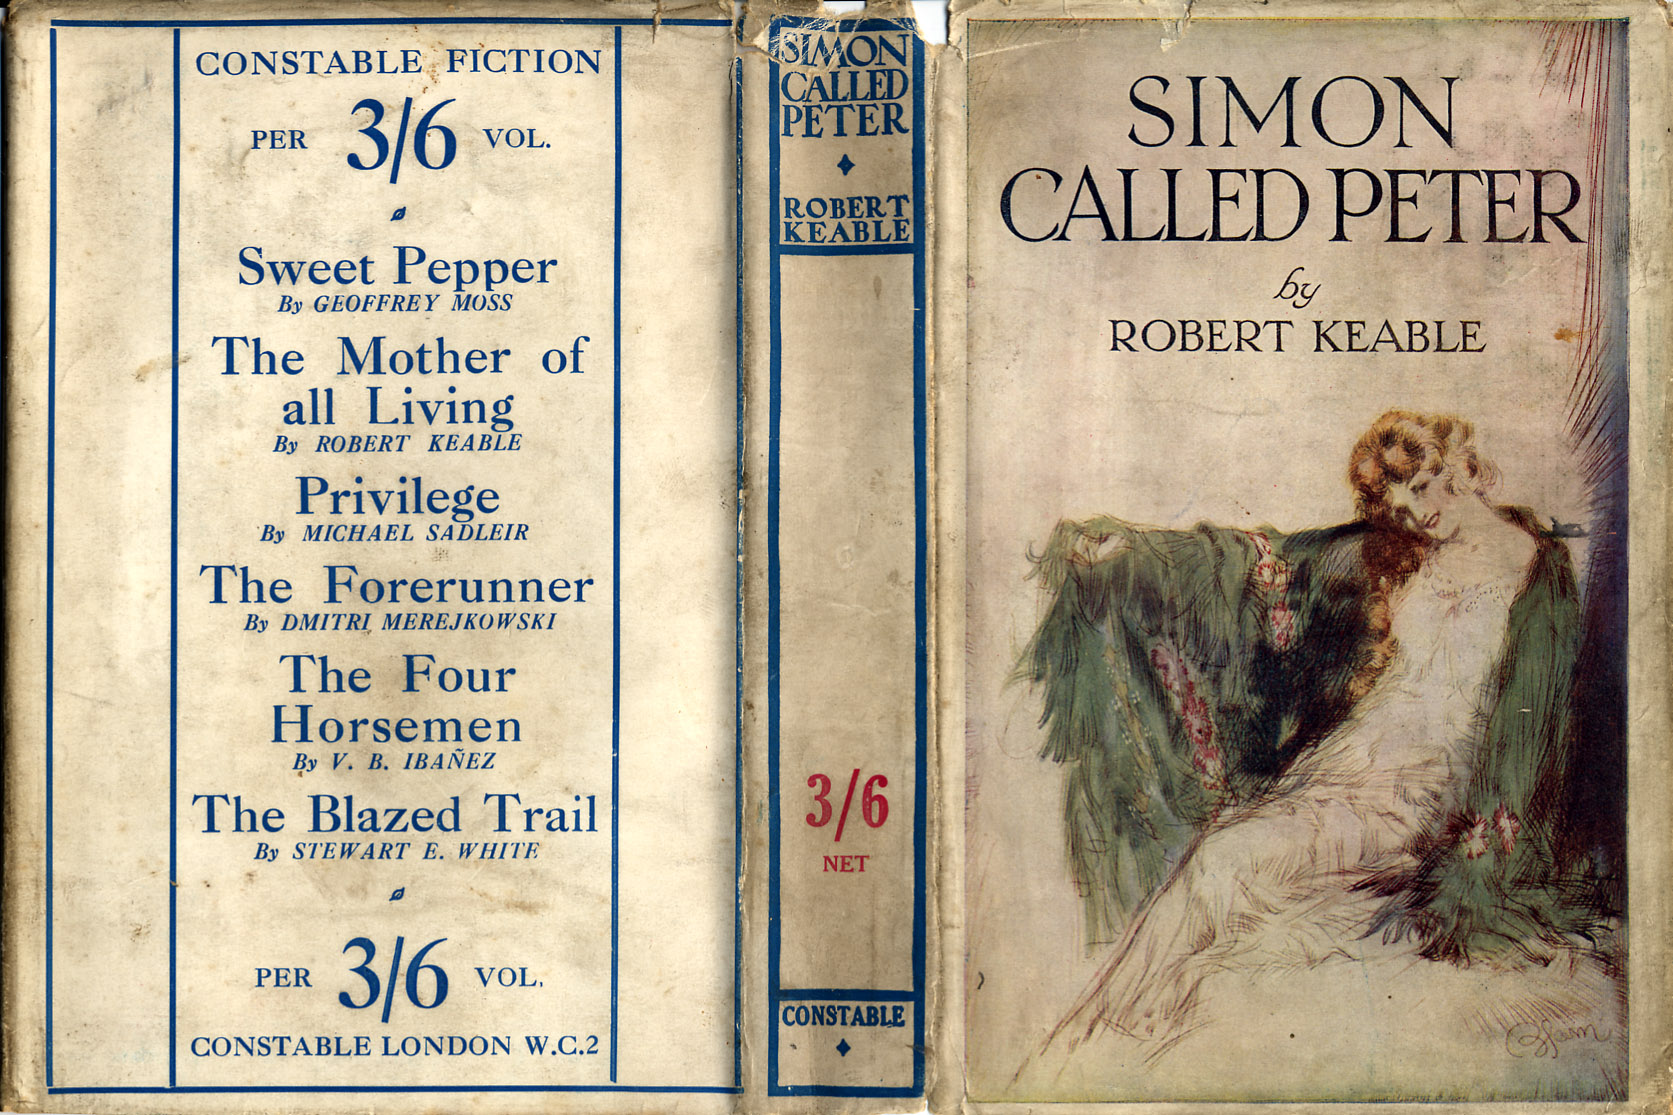 CONSTABLE FICTION
PER 3/6 VOL.
Sweet Pepper
By GEOFFREY MOSS
The Mother of
all Living
By ROBERT KEABLE
Privilege
By MICHAEL SADLEIR
The Forerunner
By DMITRI MEREJKOWSKI
The Four
Horsemen
By V. B. IBAÑEZ
The Blazed Trail
By STEWART E. WHITE
PER 3/6 VOL.
CONSTABLE LONDON W.C.2
SIMON
CALLED
PETER
ROBERT
KEABLE
3/6
NET
CONSTABLE
SIMON
CALLED PETER
by
ROBERT KEABLE